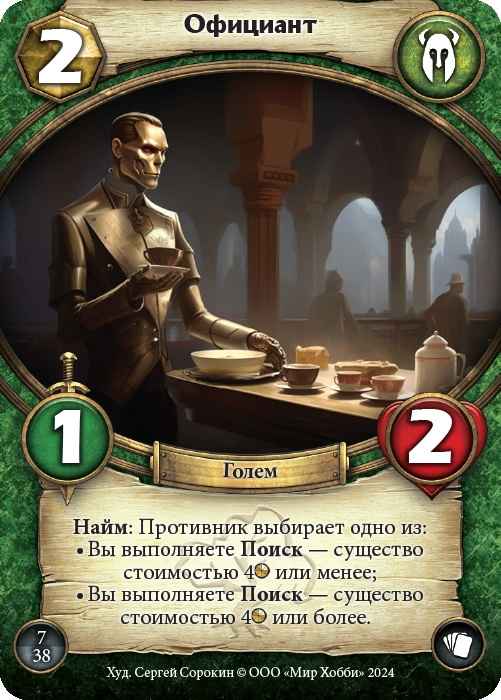 Официант
2
1
2
Голем
Найм: Противник выбирает одно из:
• Вы выполняете Поиск — существо
стоимостью 4 или менее;
• Вы выполняете Поиск — существо
стоимостью 4 или более.
7
38
Худ. Сергей Сорокин © ООО «Мир Хобби» 2024